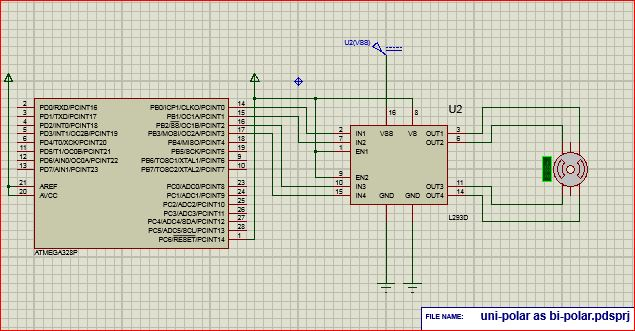 U2(VBB)
2 PD0/RXD/PCINT16 PB0/ICP1/CLKO/PCINT0 14
3 PD1/TXD/PCINT17 PB1/OC1A/PCINT1 15
4 PD2/INT0/PCINT18 PB2/SS/OC1B/PCINT2 16
5 PD3/INT1/OC2B/PCINT19 PB3/MOSI/OC2A/PCINT3 17
6 PD4/T0/XCK/PCINT20 PB4/MISO/PCINT4 18
11 PD5/T1/OC0B/PCINT21 PB5/SCK/PCINT5 19
12 PD6/AIN0/OC0A/PCINT22 PB6/TOSC1/XTAL1/PCINT6 9
13 PD7/AIN1/PCINT23 PB7/TOSC2/XTAL2/PCINT7 10
21 AREF PC0/ADC0/PCINT8 23
20 AVCC PC1/ADC1/PCINT9 24
PC2/ADC2/PCINT10 25
PC3/ADC3/PCINT11 26
PC4/ADC4/SDA/PCINT12 27
PC5/ADC5/SCL/PCINT13 28
PC6/RESET/PCINT14 1
ATMEGA328P
U2
16 8
VSS VS
2 IN1 OUT1 3
7 IN2 OUT2 6
1 EN1
9 EN2
10 IN3 OUT3 11
15 IN4 OUT4 14
GND GND
L293D
FILE NAME: uni-polar as bi-polar.pdsprj